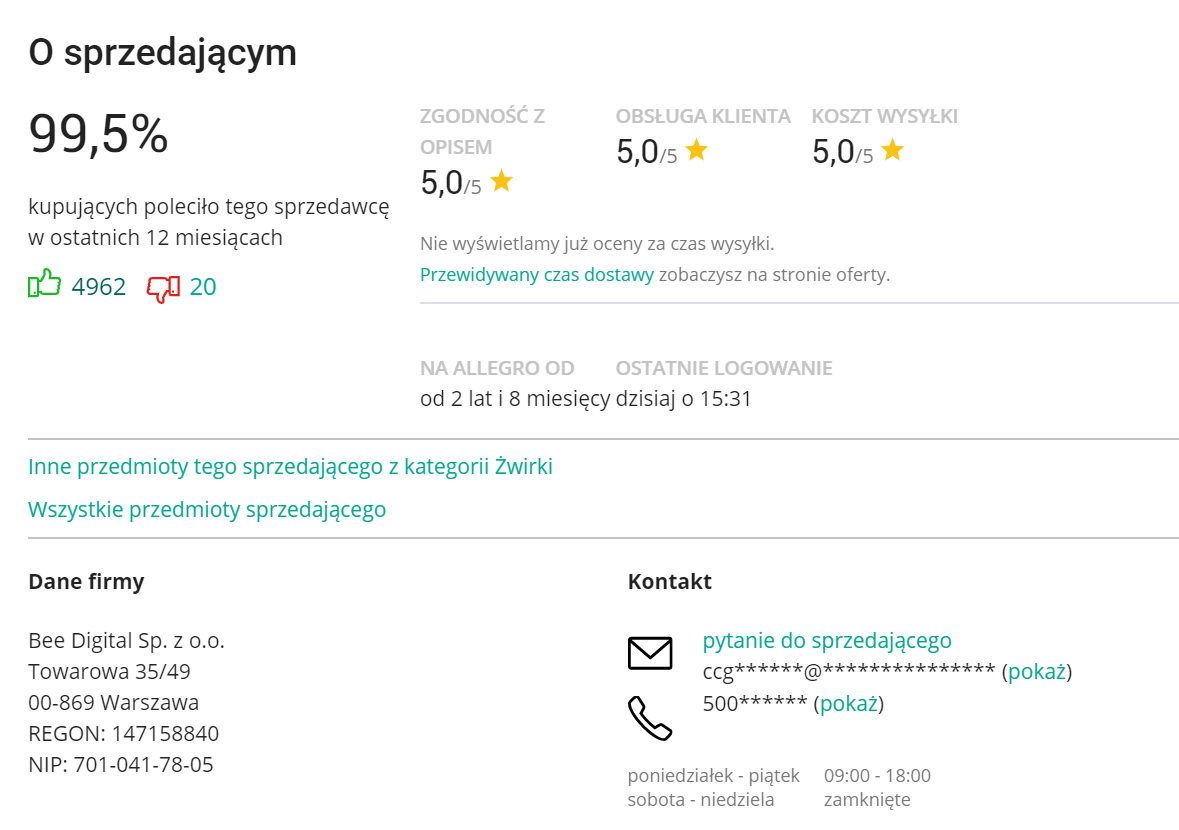 O sprzedającym
99,5%
kupujących poleciło tego sprzedawcę
w ostatnich 12 miesiącach
4962 20
ZGODNOŚĆ Z
OPISEM
5,0/5
OBSŁUGA KLIENTA
5,0/5
KOSZT WYSYŁKI
5,0/5
Nie wyświetlamy już oceny za czas wysyłki.
Przewidywany czas dostawy zobaczysz na stronie oferty.
NA ALLEGRO OD
od 2 lat i 8 miesięcy
OSTATNIE LOGOWANIE
dzisiaj o 15:31
Inne przedmioty tego sprzedającego z kategorii Żwirki
Wszystkie przedmioty sprzedającego
Dane firmy
Bee Digital Sp. z o.o.
Towarowa 35/49
00-869 Warszawa
REGON: 147158840
NIP: 701-041-78-05
Kontakt
pytanie do sprzedającego
ccg******@*************** (pokaż)
500****** (pokaż)
poniedziałek - piątek 09:00 - 18:00
sobota - niedziela zamknięte